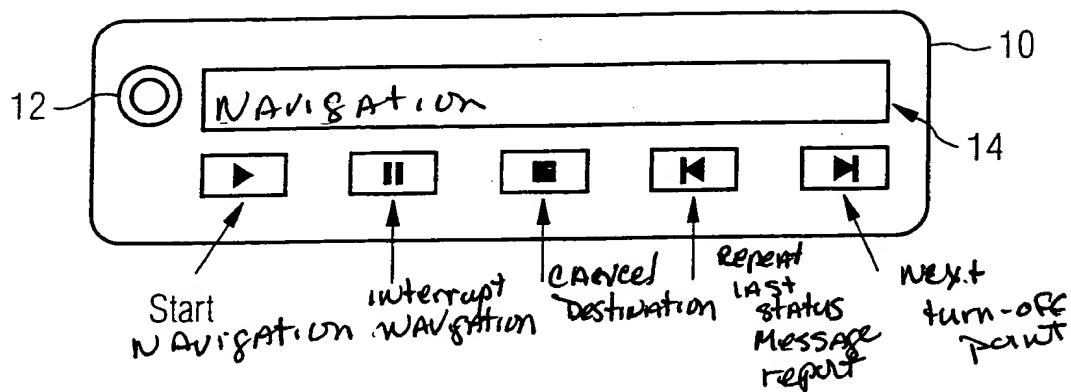 10
12
NAVIGATION
14
Start
NAVIGATION
Interrupt
NAVIGATION
CANCEL
DESTINATION
REPEAT
LAST
STATUS
MESSAGE
report
NEXT
turn-off
point